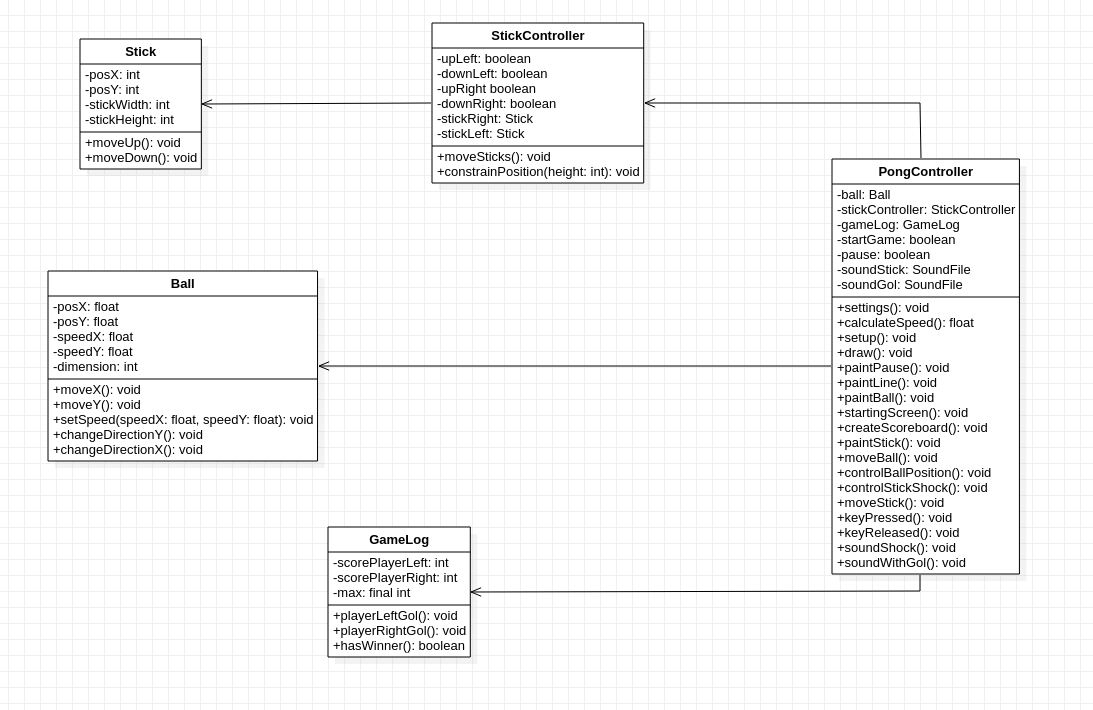 Stick
-posX: int
-posY: int
-stickWidth: int
-stickHeight: int
+moveUp(): void
+moveDown(): void
StickController
-upLeft: boolean
-downLeft: boolean
-upRight boolean
-downRight: boolean
-stickRight: Stick
-stickLeft: Stick
+moveSticks(): void
+constrainPosition(height: int): void
PongController
-ball: Ball
-stickController: StickController
-gameLog: GameLog
-startGame: boolean
-pause: boolean
-soundStick: SoundFile
-soundGol: SoundFile
+settings(): void
+calculateSpeed(): float
+setup(): void
+draw(): void
+paintPause(): void
+paintLine(): void
+paintBall(): void
+startingScreen(): void
+createScoreboard(): void
+paintStick(): void
+moveBall(): void
+controlBallPosition(): void
+controlStickShock(): void
+moveStick(): void
+keyPressed(): void
+keyReleased(): void
+soundShock(): void
+soundWithGol(): void
Ball
-posX: float
-posY: float
-speedX: float
-speedY: float
-dimension: int
+moveX(): void
+moveY(): void
+setSpeed(speedX: float, speedY: float): void
+changeDirectionY(): void
+changeDirectionX(): void
GameLog
-scorePlayerLeft: int
-scorePlayerRight: int
-max: final int
+playerLeftGol(): void
+playerRightGol(): void
+hasWinner(): boolean